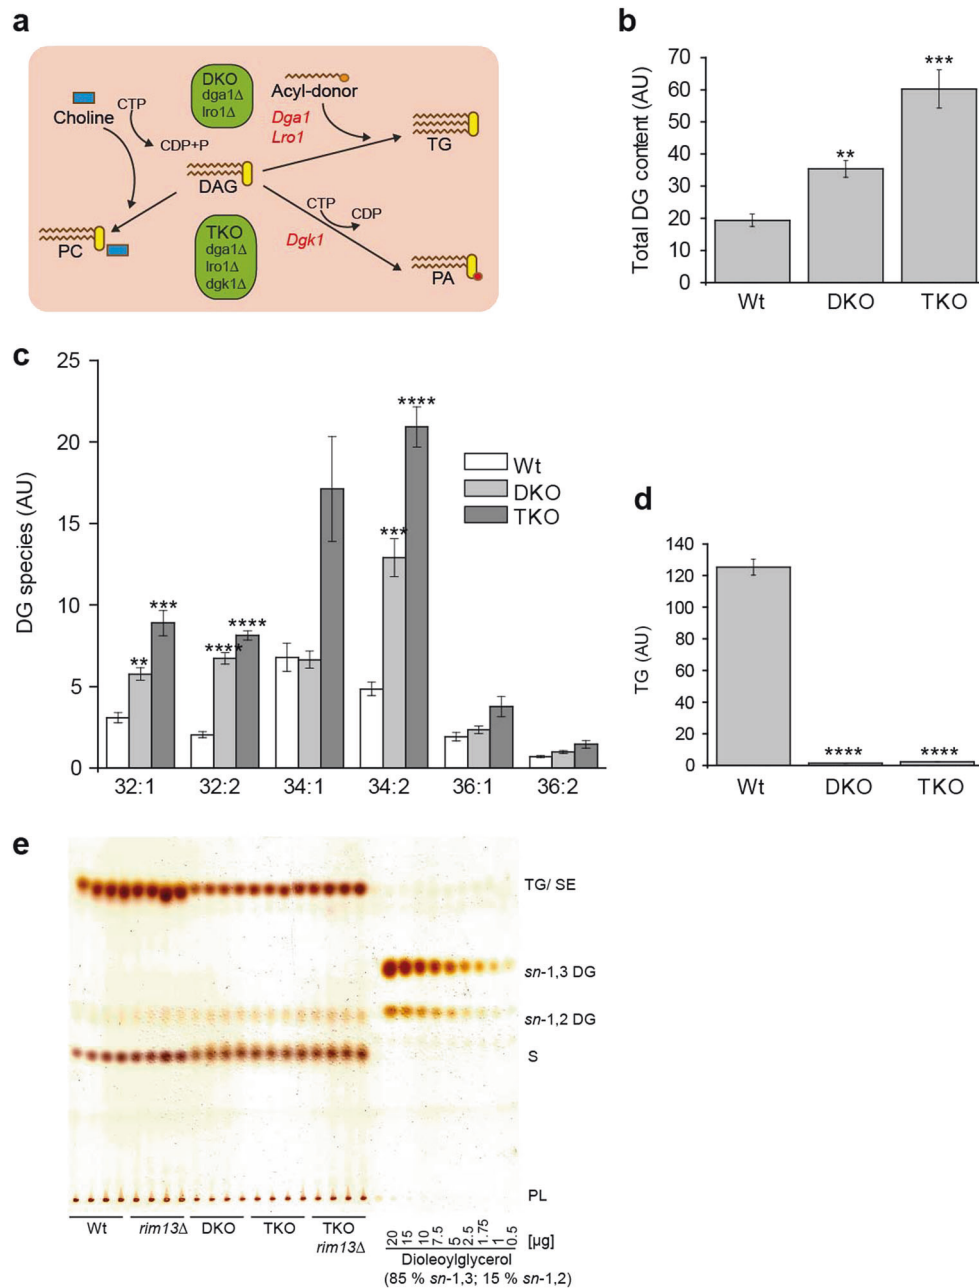 a
DKO
dga1Δ
lro1Δ
Acyl-donor
Choline
CTP
CDP+P
Dga1
Lro1
TG
DAG
CTP
CDP
Dgk1
PC
TKO
dga1Δ
lro1Δ
dgk1Δ
PA
b
Total DG content (AU)
70
60
50
40
30
20
10
0
**
***
Wt DKO TKO
c
DG species (AU)
25
20
15
10
5
0
**
***
****
****
***
****
Wt
DKO
TKO
32:1 32:2 34:1 34:2 36:1 36:2
d
TG (AU)
140
120
100
80
60
40
20
0
**** ****
Wt DKO TKO
e
TG/ SE
sn-1,3 DG
sn-1,2 DG
S
PL
Wt rim13Δ DKO TKO TKO
rim13Δ
20 15 10 7.5 5 2.5 1.75 1 0.5 [µg]
Dioleoylglycerol
(85 % sn-1,3; 15 % sn-1,2)